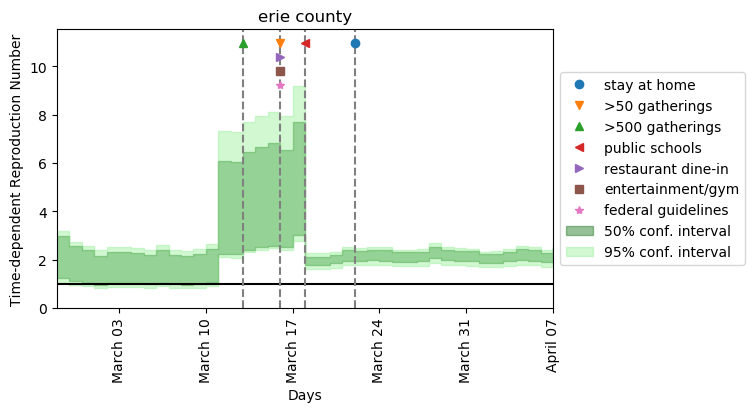 erie county
Time-dependent Reproduction Number
10
8
6
4
2
0
March 03
March 10
March 17
March 24
March 31
April 07
Days
stay at home
>50 gatherings
>500 gatherings
public schools
restaurant dine-in
entertainment/gym
federal guidelines
50% conf. interval
95% conf. interval